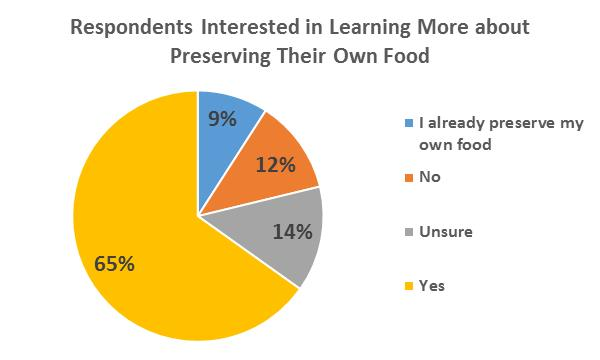 Respondents Interested in Learning More about
Preserving Their Own Food
9%
12%
14%
65%
I already preserve my
own food
No
Unsure
Yes